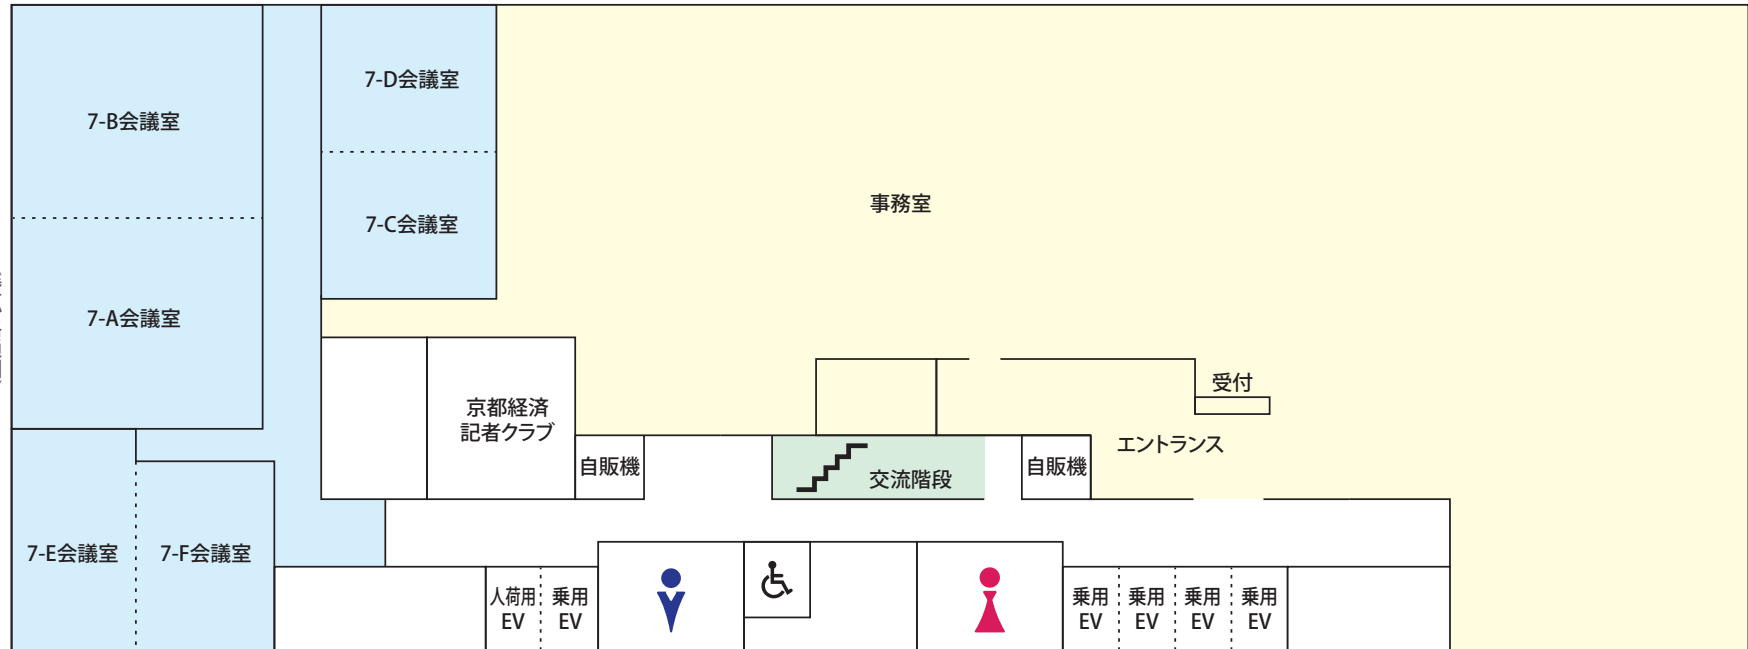 7-D会議室
7-B会議室
7-C会議室
事務室
7-A会議室
受付
京都経済
記者クラブ
エントランス
自販機
交流階段
自販機
7-E会議室
7-F会議室
人荷用
EV
乗用
EV
乗用
EV
乗用
EV
乗用
EV
乗用
EV